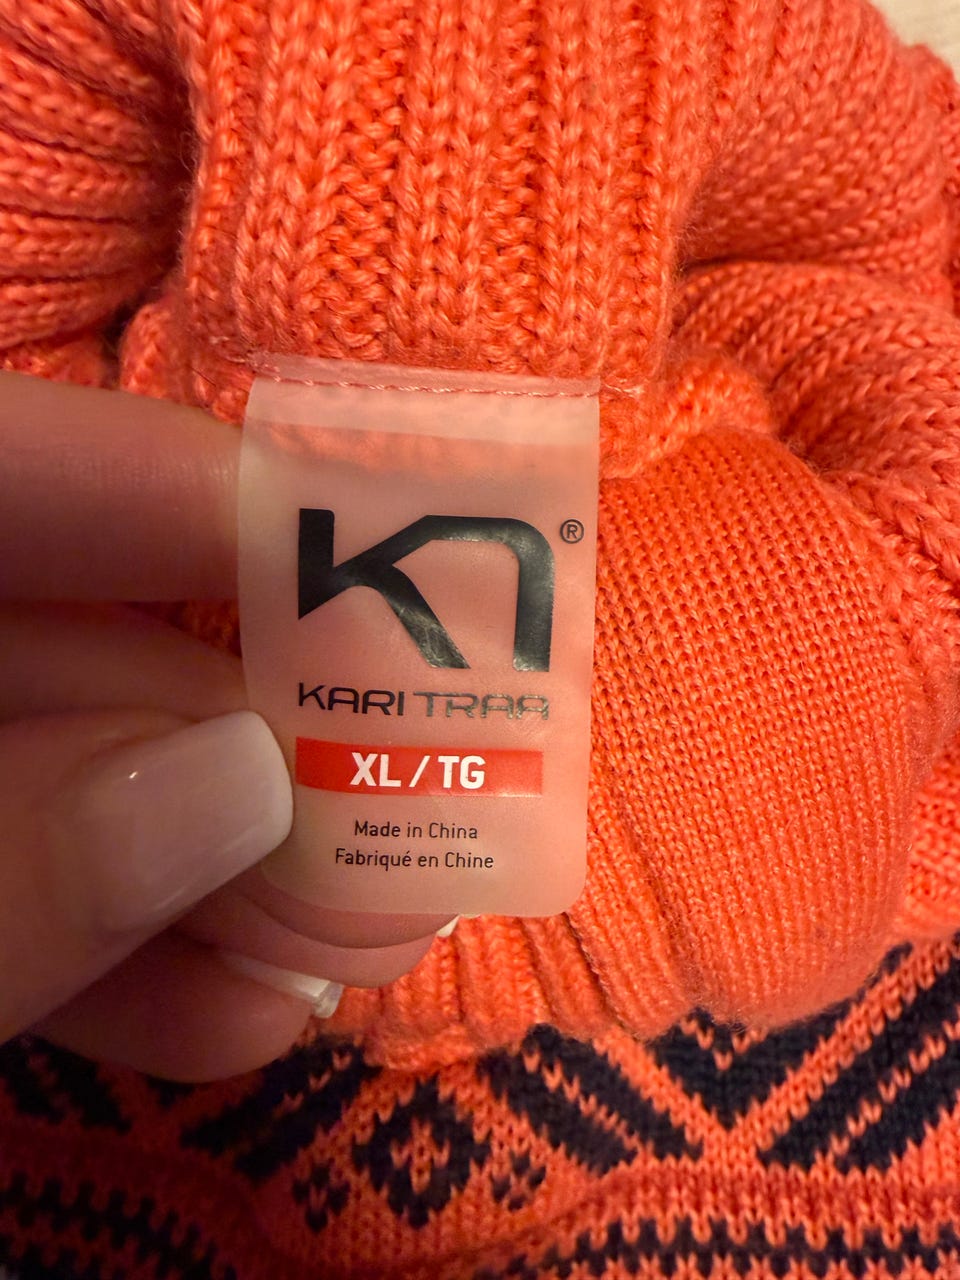 ®
KARI TRAA
XL / TG
Made in China
Fabriqué en Chine